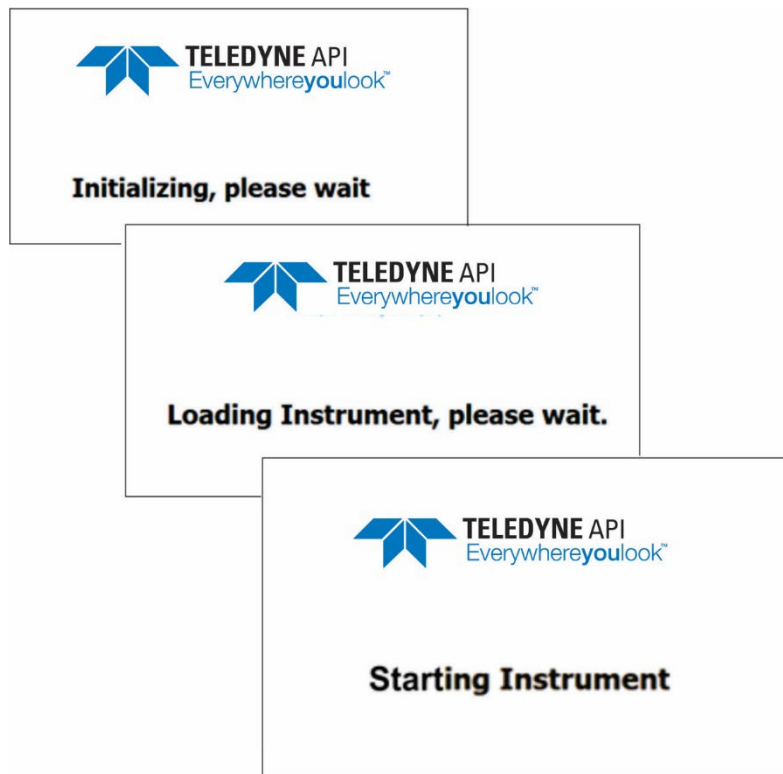 TELEDYNE API
Everywhereyoulook™
Initializing, please wait
TELEDYNE API
Everywhereyoulook™
Loading Instrument, please wait.
TELEDYNE API
Everywhereyoulook™
Starting Instrument